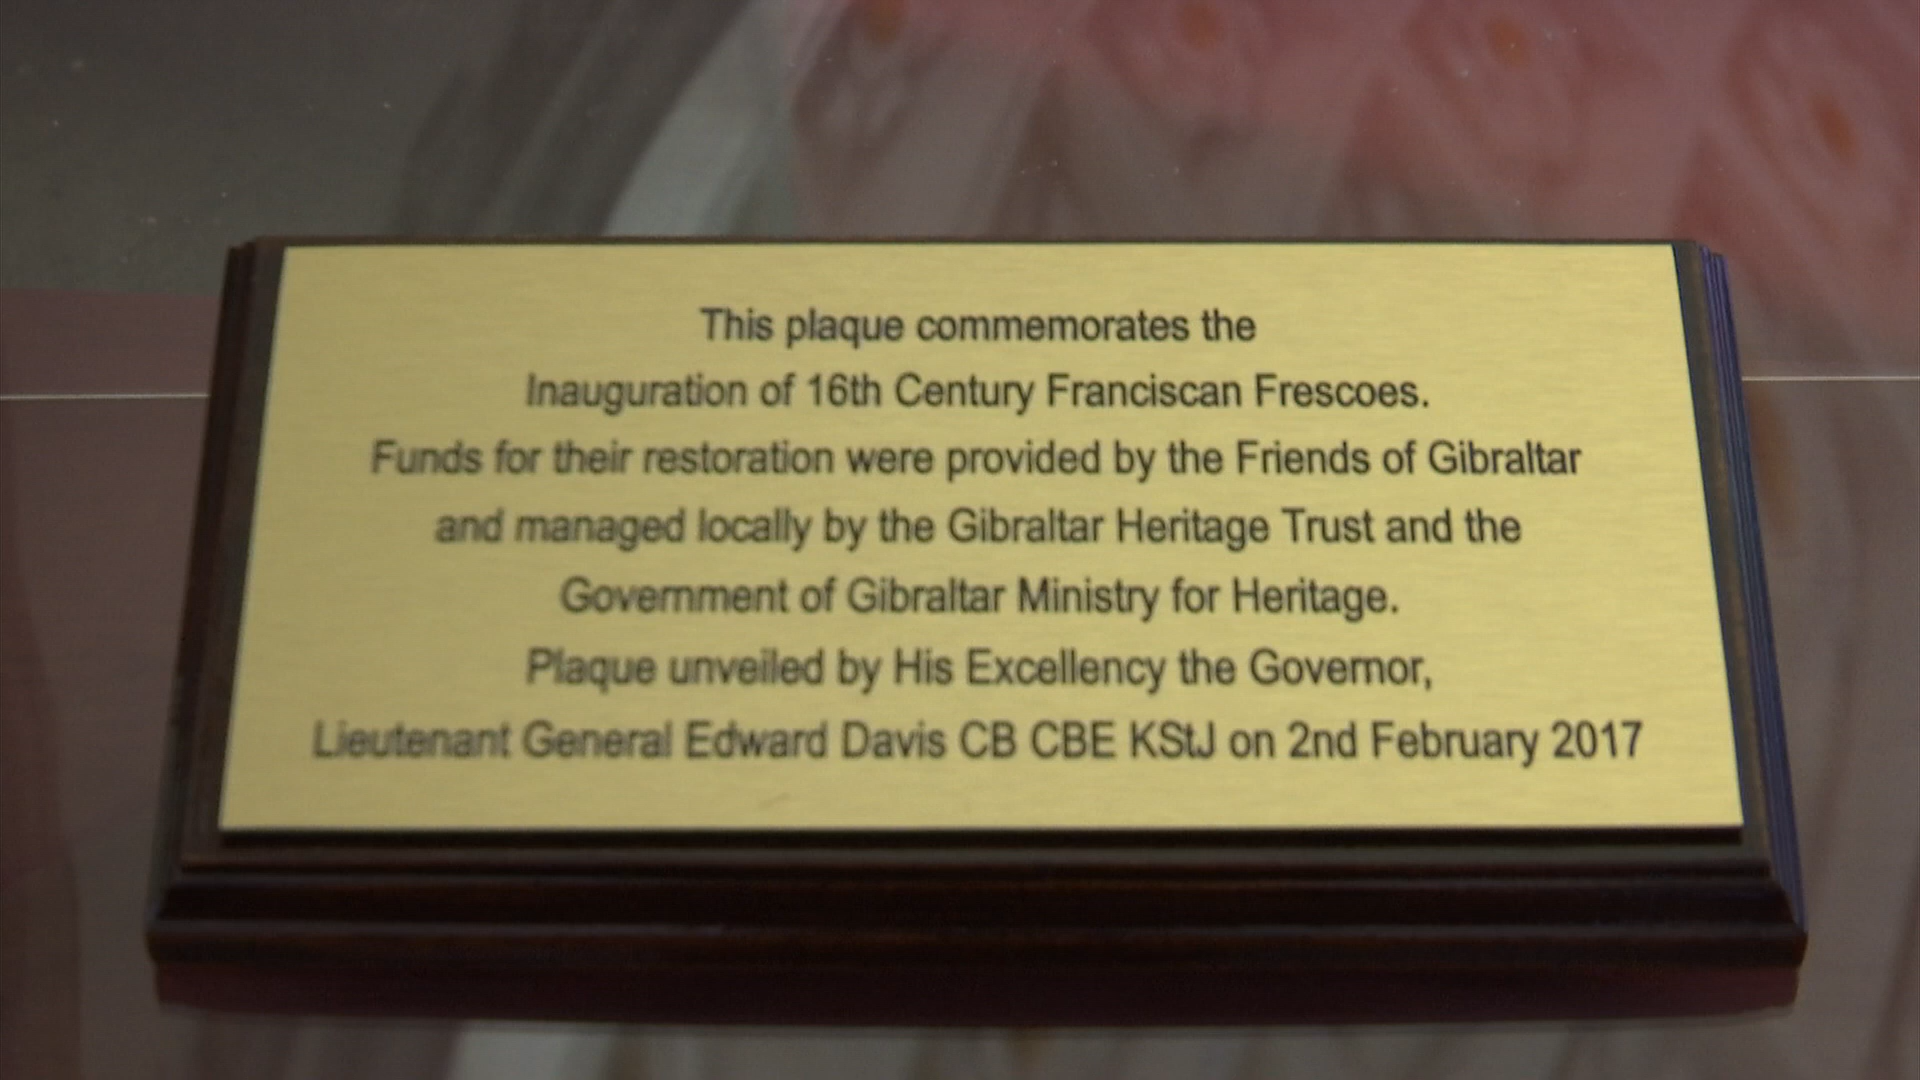 This plaque commemorates the
Inauguration of 16th Century Franciscan Frescoes.
Funds for their restoration were provided by the Friends of Gibraltar
and managed locally by the Gibraltar Heritage Trust and the
Government of Gibraltar Ministry for Heritage.
Plaque unveiled by His Excellency the Governor,
Lieutenant General Edward Davis CB CBE KStJ on 2nd February 2017